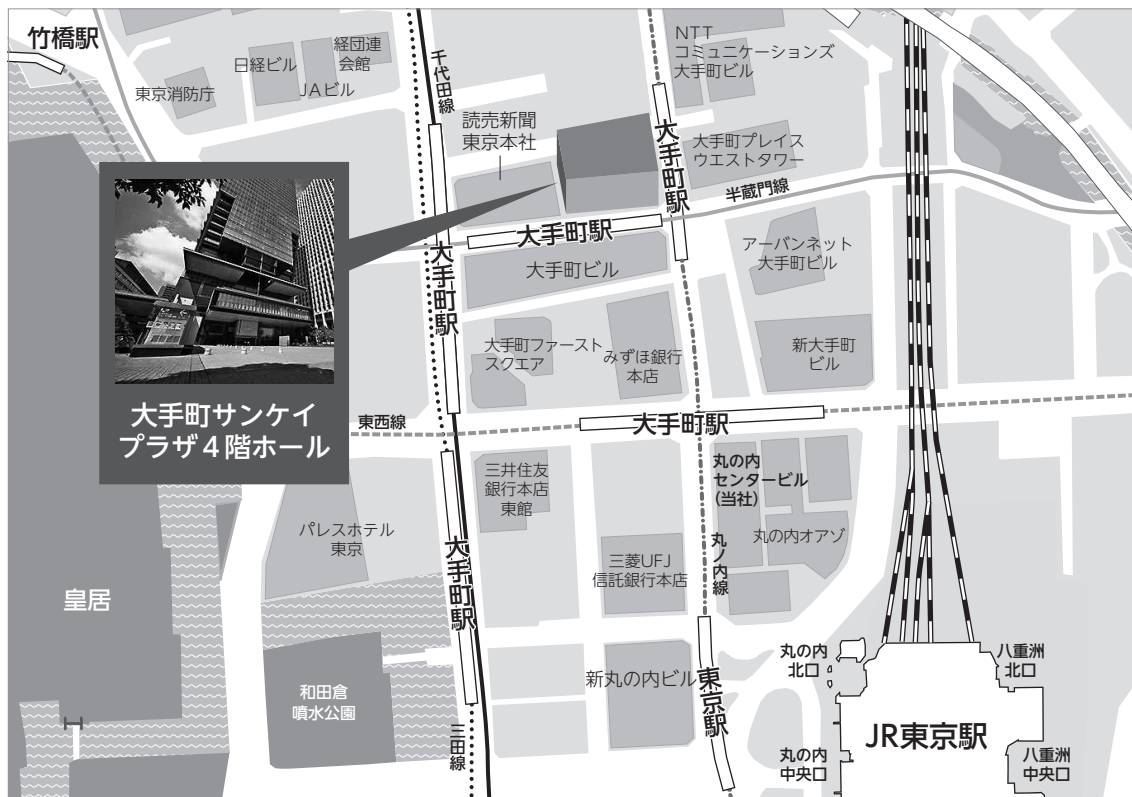 竹橋駅
日経ビル
経団連
会館
JAビル
東京消防庁
千代田線
NTT
コミュニケーションズ
大手町ビル
読売新聞
東京本社
大手町駅
大手町プレイス
ウエストタワー
半蔵門線
大手町駅
大手町ビル
アーバンネット
大手町ビル
大手町駅
大手町ファースト
スクエア
みずほ銀行
本店
新大手町
ビル
大手町サンケイ
プラザ4階ホール
東西線
大手町駅
三井住友
銀行本店
東館
丸の内
センタービル
(当社)
パレスホテル
東京
大手町駅
三菱UFJ
信託銀行本店
丸ノ内線
丸の内オアゾ
皇居
和田倉
噴水公園
三田線
新丸の内ビル
東京駅
丸の内
北口
八重洲
北口
JR東京駅
丸の内
中央口
八重洲
中央口